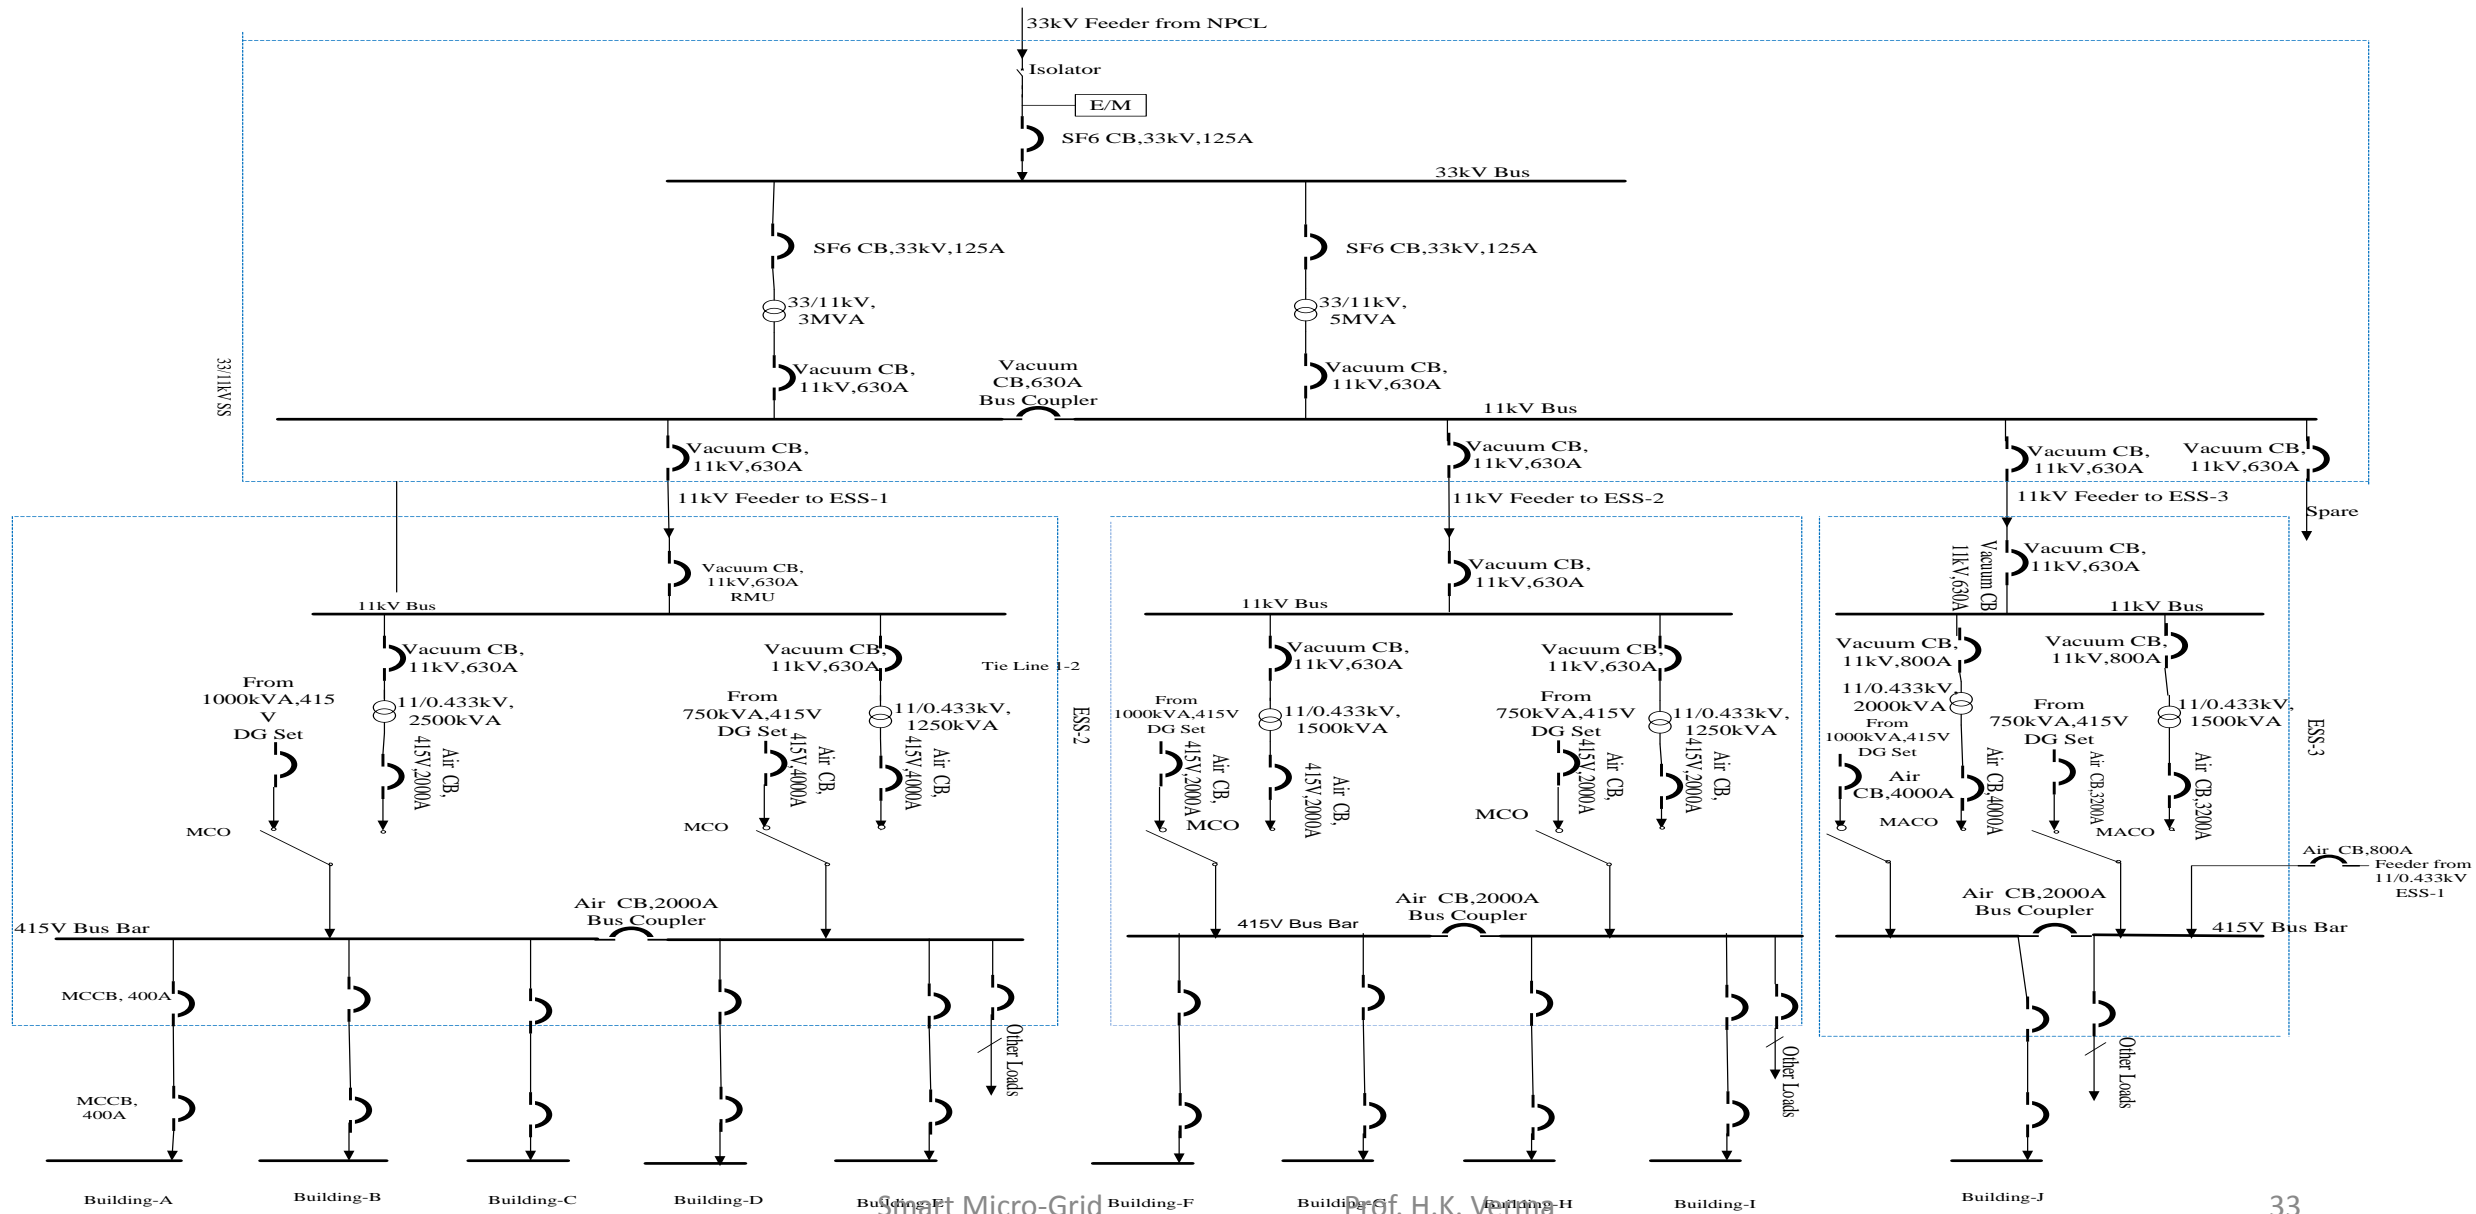 33kV Feeder from NPCL
Isolator
E/M
SF6 CB,33kV,125A
33kV Bus
SF6 CB,33kV,125A
SF6 CB,33kV,125A
33/11kV,
3MVA
33/11kV,
5MVA
33/11kV SS
Vacuum CB,
11kV,630A
Vacuum
CB,630A
Bus Coupler
Vacuum CB,
11kV,630A
11kV Bus
Vacuum CB,
11kV,630A
Vacuum CB,
11kV,630A
Vacuum CB,
11kV,630A
Vacuum CB,
11kV,630A
11kV Feeder to ESS-1
11kV Feeder to ESS-2
11kV Feeder to ESS-3
Spare
Vacuum CB,
11kV,630A
RMU
Vacuum CB,
11kV,630A
Vacuum CB
11kV,630A
Vacuum CB,
11kV,630A
11kV Bus
11kV Bus
11kV Bus
Vacuum CB,
11kV,630A
Vacuum CB,
11kV,630A
Tie Line 1-2
Vacuum CB,
11kV,630A
Vacuum CB,
11kV,630A
Vacuum CB,
11kV,800A
Vacuum CB,
11kV,800A
From
1000kVA,415
V
DG Set
11/0.433kV,
2500kVA
From
750kVA,415V
DG Set
11/0.433kV,
1250kVA
ESS-2
From
1000kVA,415V
DG Set
11/0.433kV,
1500kVA
From
750kVA,415V
DG Set
11/0.433kV,
1250kVA
11/0.433kV,
2000kVA
From
1000kVA,415V
DG Set
From
750kVA,415V
DG Set
11/0.433kV,
1500kVA
ESS-3
Air CB,
415V,2000A
Air CB,
415V,4000A
Air CB,
415V,4000A
Air CB,
415V,2000A
Air CB,
415V,2000A
Air CB,
415V,2000A
Air CB,
415V,2000A
Air
CB,4000A
Air CB,4000A
Air CB,3200A
Air CB,3200A
MCO
MCO
MCO
MCO
MACO
MACO
Air CB,800A
Feeder from
11/0.433kV
ESS-1
Air CB,2000A
Bus Coupler
Air CB,2000A
Bus Coupler
Air CB,2000A
Bus Coupler
415V Bus Bar
415V Bus Bar
415V Bus Bar
MCCB, 400A
Other Loads
Other Loads
Other Loads
MCCB,
400A
Building-A
Building-B
Building-C
Building-D
Building-E
Building-F
Building-G
Building-H
Building-I
Building-J
Smart Micro-Grid
Prof. H.K. Verma
33